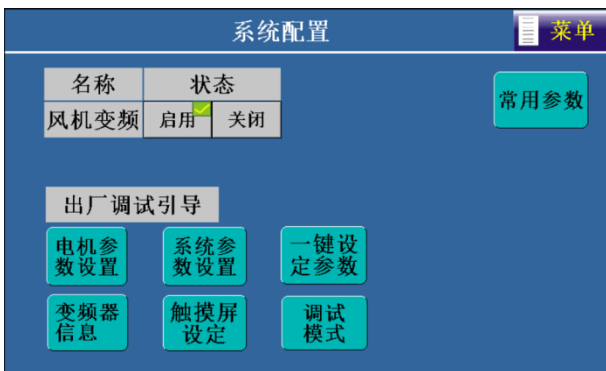 系统配置
菜单
名称 状态
常用参数
风机变频 启用 关闭
出厂调试引导
电机参
数设置
系统参
数设置
一键设
定参数
变频器
信息
触摸屏
设定
调试
模式